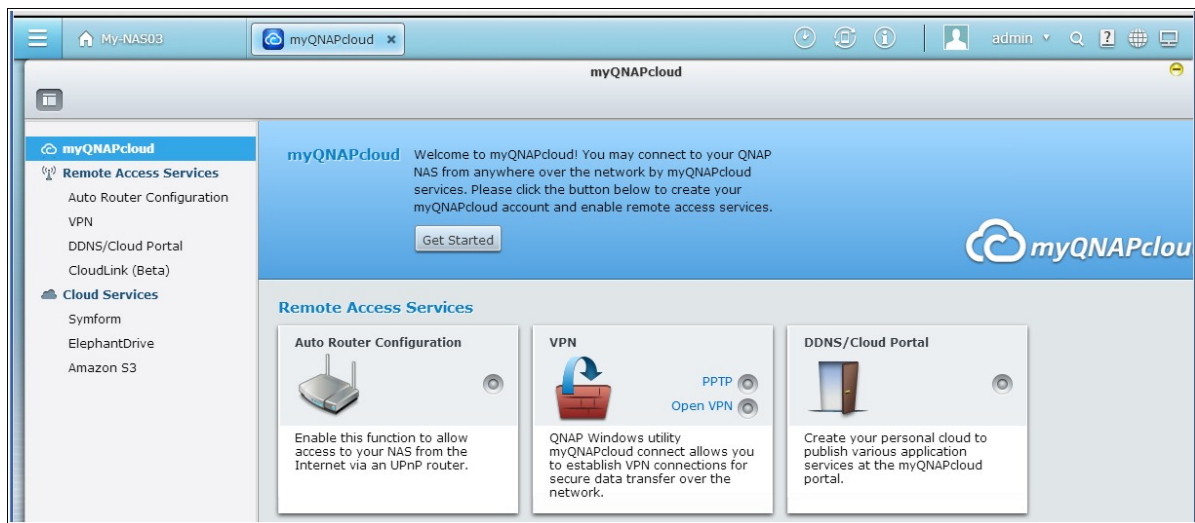 My-NAS03
myQNAPcloud
admin
myQNAPcloud
myQNAPcloud
Remote Access Services
Auto Router Configuration
VPN
DDNS/Cloud Portal
CloudLink (Beta)
Cloud Services
Symform
ElephantDrive
Amazon S3
myQNAPcloud
Welcome to myQNAPcloud! You may connect to your QNAP
NAS from anywhere over the network by myQNAPcloud
services. Please click the button below to create your
myQNAPcloud account and enable remote access services.
Get Started
myQNAPclou
Remote Access Services
Auto Router Configuration
Enable this function to allow
access to your NAS from the
Internet via an UPnP router.
VPN
PPTP
Open VPN
QNAP Windows utility
myQNAPcloud connect allows you
to establish VPN connections for
secure data transfer over the
network.
DDNS/Cloud Portal
Create your personal cloud to
publish various application
services at the myQNAPcloud
portal.